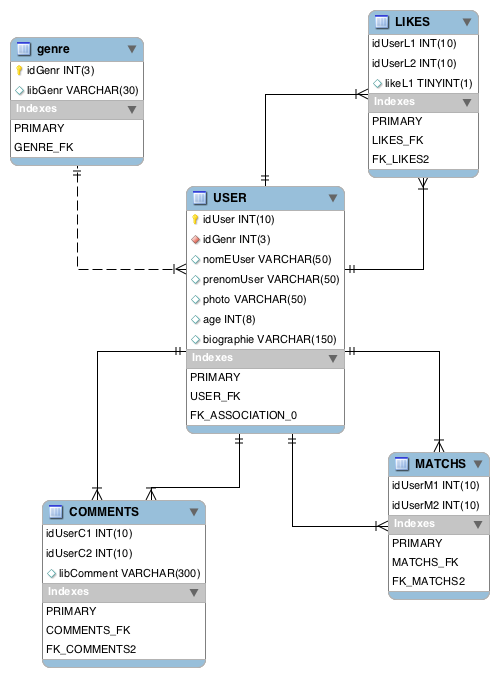 genre
idGenr INT(3)
libGenr VARCHAR(30)
Indexes
PRIMARY
GENRE_FK
LIKES
idUserL1 INT(10)
idUserL2 INT(10)
likeL1 TINYINT(1)
Indexes
PRIMARY
LIKES_FK
FK_LIKES2
USER
idUser INT(10)
idGenr INT(3)
nomEUser VARCHAR(50)
prenomUser VARCHAR(50)
photo VARCHAR(50)
age INT(8)
biographie VARCHAR(150)
Indexes
PRIMARY
USER_FK
FK_ASSOCIATION_0
COMMENTS
idUserC1 INT(10)
idUserC2 INT(10)
libComment VARCHAR(300)
Indexes
PRIMARY
COMMENTS_FK
FK_COMMENTS2
MATCHS
idUserM1 INT(10)
idUserM2 INT(10)
Indexes
PRIMARY
MATCHS_FK
FK_MATCHS2